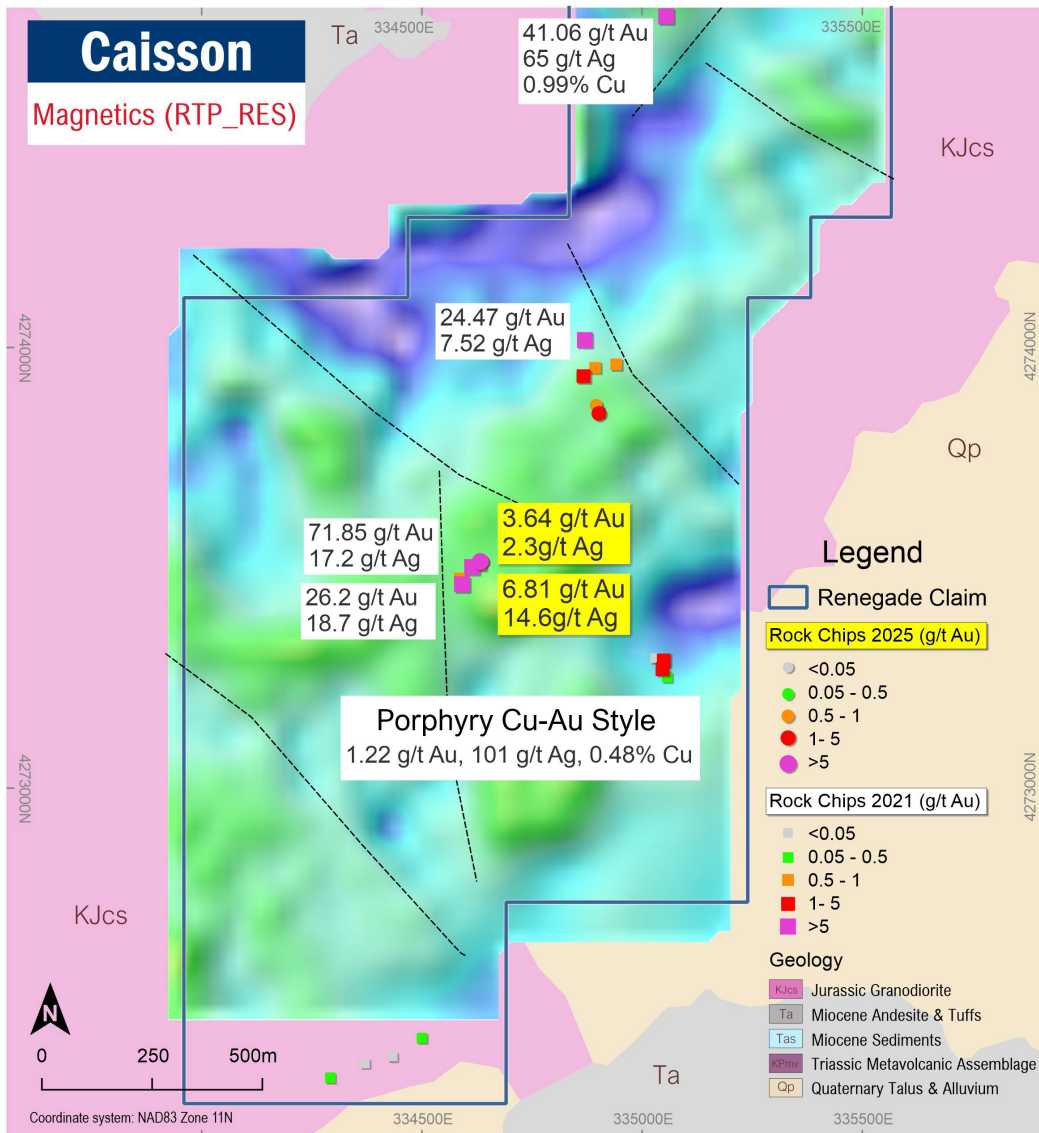 Caisson
Magnetics (RTP_RES)
Ta
334500E
335500E
41.06 g/t Au
65 g/t Ag
0.99% Cu
KJcs
4274000N
4274000N
24.47 g/t Au
7.52 g/t Ag
Qp
71.85 g/t Au
17.2 g/t Ag
3.64 g/t Au
2.3g/t Ag
26.2 g/t Au
18.7 g/t Ag
6.81 g/t Au
14.6g/t Ag
Porphyry Cu-Au Style
1.22 g/t Au, 101 g/t Ag, 0.48% Cu
4273000N
4273000N
KJcs
Legend
Renegade Claim
Rock Chips 2025 (g/t Au)
<0.05
0.05 - 0.5
0.5 - 1
1- 5
>5
Rock Chips 2021 (g/t Au)
<0.05
0.05 - 0.5
0.5 - 1
1- 5
>5
Geology
KJcs Jurassic Granodiorite
Ta Miocene Andesite & Tuffs
Tas Miocene Sediments
KPmv Triassic Metavolcanic Assemblage
Qp Quaternary Talus & Alluvium
N
0 250 500m
Ta
Coordinate system: NAD83 Zone 11N
334500E
335000E
335500E